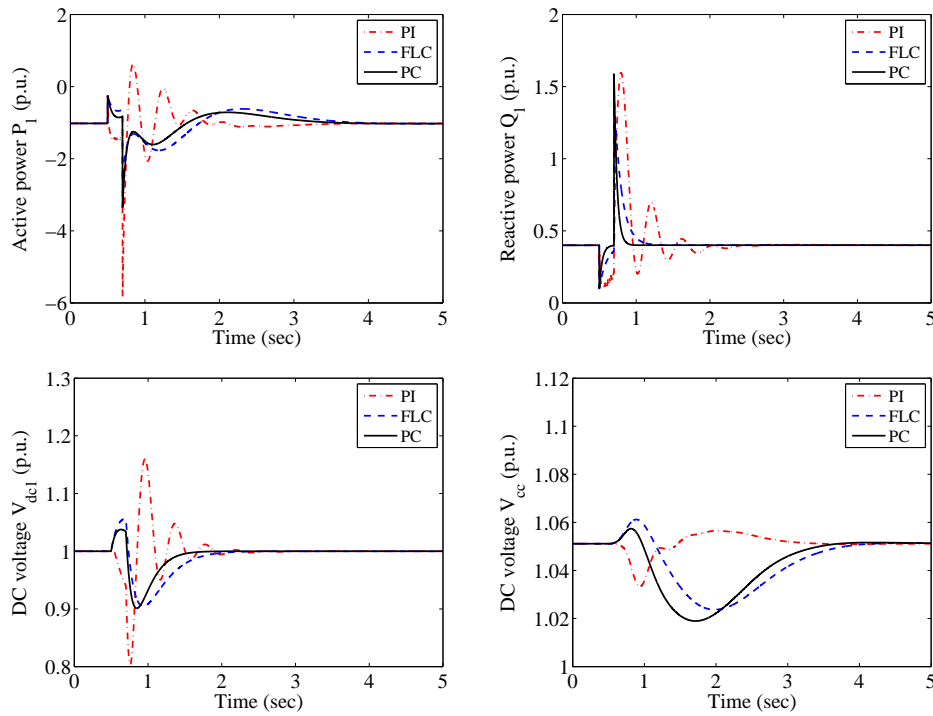 Active power P₁ (p.u.)
2
0
−2
−4
−6
0
1
2
3
4
5
Time (sec)
PI
FLC
PC
Reactive power Q₁ (p.u.)
2
1.5
1
0.5
0
0
1
2
3
4
5
Time (sec)
PI
FLC
PC
DC voltage V_dc1 (p.u.)
1.3
1.2
1.1
1
0.9
0.8
0
1
2
3
4
5
Time (sec)
PI
FLC
PC
DC voltage V_cc (p.u.)
1.12
1.1
1.08
1.06
1.04
1.02
1
0
1
2
3
4
5
Time (sec)
PI
FLC
PC